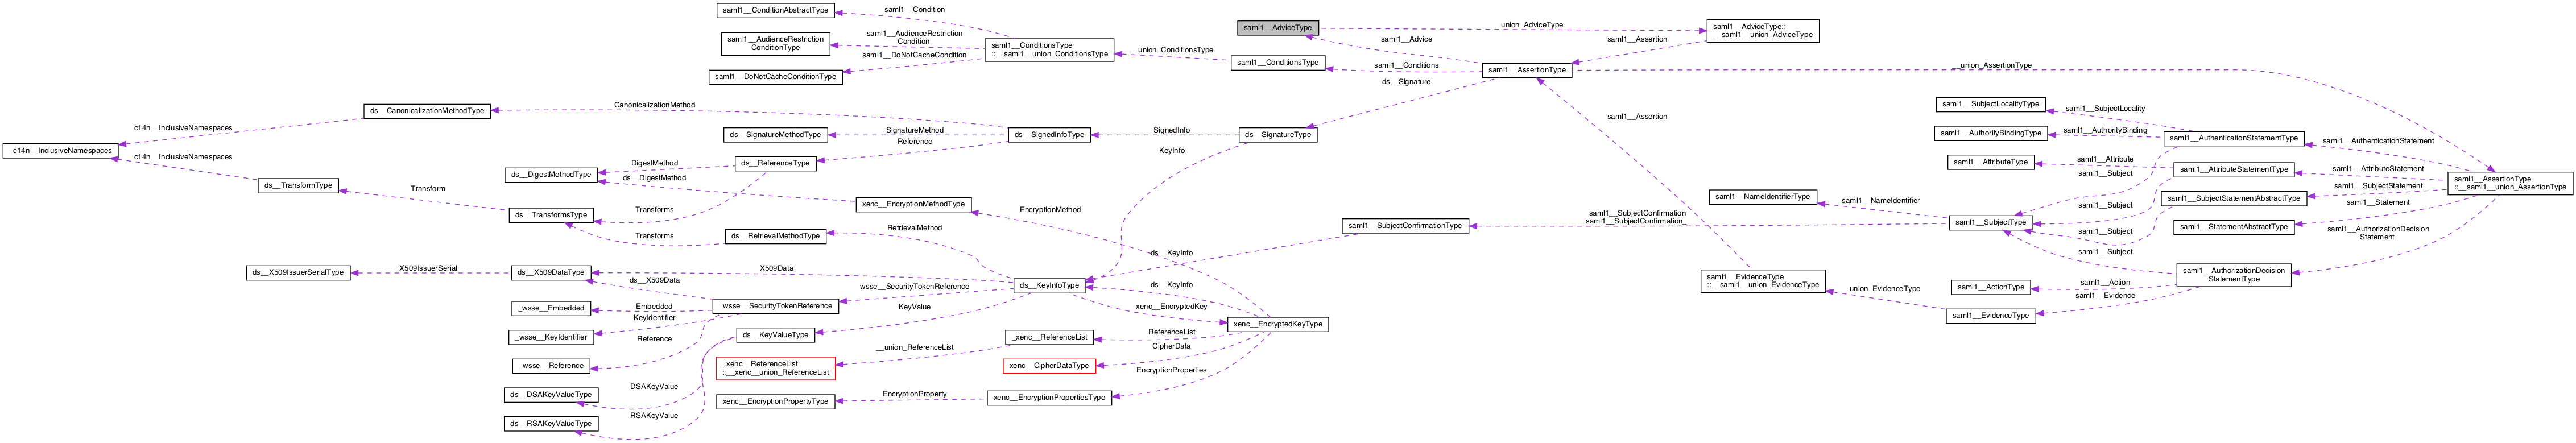 saml1__ConditionAbstractType
saml1__Condition
saml1__AdviceType
__union_AdviceType
saml1__AdviceType::
__saml1__union_AdviceType
saml1__AudienceRestriction
ConditionType
saml1__AudienceRestriction
Condition
saml1__ConditionsType
::__saml1__union_ConditionsType
__union_ConditionsType
saml1__Advice
saml1__Assertion
saml1__DoNotCacheCondition
saml1__DoNotCacheConditionType
saml1__ConditionsType
saml1__Conditions
saml1__AssertionType
__union_AssertionType
ds__Signature
ds__CanonicalizationMethodType
CanonicalizationMethod
saml1__SubjectLocalityType
saml1__SubjectLocality
saml1__Assertion
c14n__InclusiveNamespaces
ds__SignatureMethodType
SignatureMethod
ds__SignedInfoType
SignedInfo
ds__SignatureType
saml1__AuthorityBindingType
saml1__AuthorityBinding
saml1__AuthenticationStatementType
saml1__AuthenticationStatement
_c14n__InclusiveNamespaces
Reference
KeyInfo
c14n__InclusiveNamespaces
DigestMethod
ds__ReferenceType
saml1__AttributeType
saml1__Attribute
saml1__AttributeStatementType
saml1__AttributeStatement
ds__DigestMethodType
ds__DigestMethod
saml1__Subject
saml1__AssertionType
::__saml1__union_AssertionType
ds__TransformType
Transform
saml1__SubjectStatement
saml1__NameIdentifierType
saml1__NameIdentifier
saml1__SubjectStatementAbstractType
saml1__Statement
xenc__EncryptionMethodType
EncryptionMethod
saml1__Subject
ds__TransformsType
Transforms
saml1__SubjectConfirmation
saml1__SubjectConfirmation
saml1__SubjectConfirmationType
saml1__SubjectType
saml1__StatementAbstractType
ds__RetrievalMethodType
RetrievalMethod
Transforms
saml1__Subject
saml1__AuthorizationDecision
Statement
ds__KeyInfo
saml1__Subject
ds__X509IssuerSerialType
X509IssuerSerial
ds__X509DataType
X509Data
ds__X509Data
ds__KeyInfoType
ds__KeyInfo
wsse__SecurityTokenReference
saml1__EvidenceType
::__saml1__union_EvidenceType
__union_EvidenceType
saml1__ActionType
saml1__Action
saml1__AuthorizationDecision
StatementType
saml1__Evidence
_wsse__Embedded
Embedded
_wsse__SecurityTokenReference
KeyValue
xenc__EncryptedKey
saml1__EvidenceType
KeyIdentifier
xenc__EncryptedKeyType
_wsse__KeyIdentifier
Reference
ds__KeyValueType
_xenc__ReferenceList
ReferenceList
__union_ReferenceList
CipherData
_wsse__Reference
_xenc__ReferenceList
::__xenc__union_ReferenceList
xenc__CipherDataType
EncryptionProperties
DSAKeyValue
ds__DSAKeyValueType
xenc__EncryptionPropertyType
EncryptionProperty
xenc__EncryptionPropertiesType
RSAKeyValue
ds__RSAKeyValueType